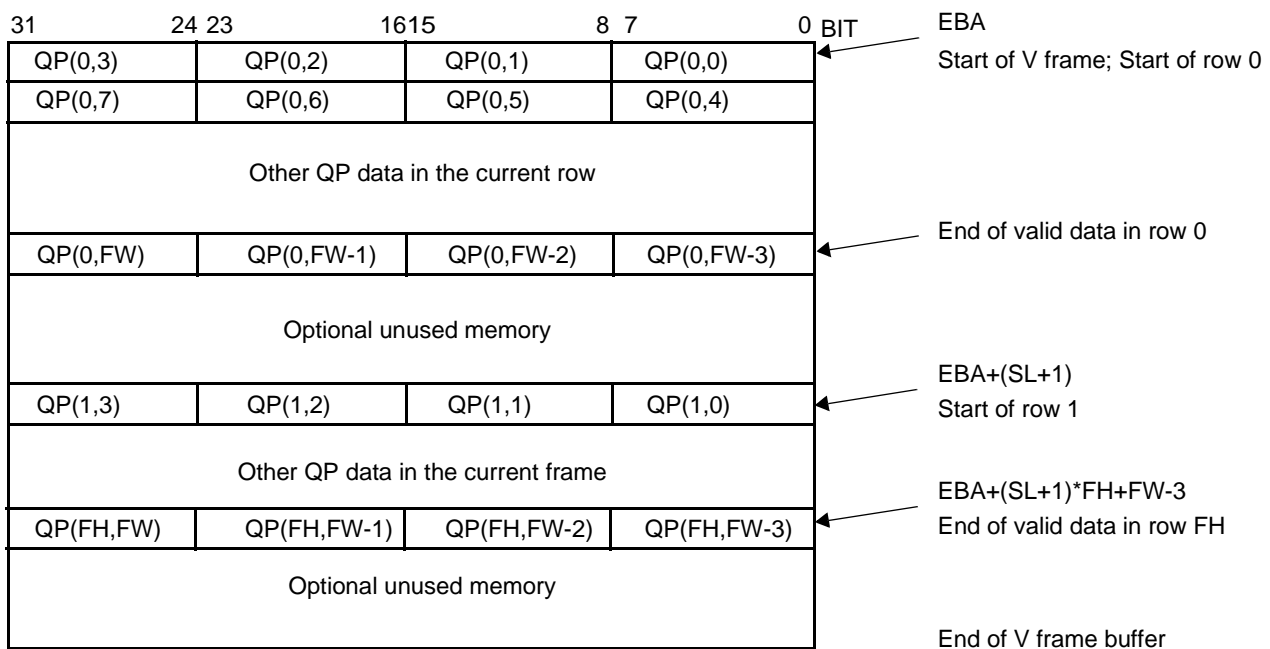 31 24 23 1615 8 7 0 BIT EBA
QP(0,3) QP(0,2) QP(0,1) QP(0,0) Start of V frame; Start of row 0
QP(0,7) QP(0,6) QP(0,5) QP(0,4)
Other QP data in the current row
End of valid data in row 0
QP(0,FW) QP(0,FW-1) QP(0,FW-2) QP(0,FW-3)
Optional unused memory
EBA+(SL+1)
QP(1,3) QP(1,2) QP(1,1) QP(1,0) Start of row 1
Other QP data in the current frame
EBA+(SL+1)*FH+FW-3
QP(FH,FW) QP(FH,FW-1) QP(FH,FW-2) QP(FH,FW-3) End of valid data in row FH
Optional unused memory
End of V frame buffer